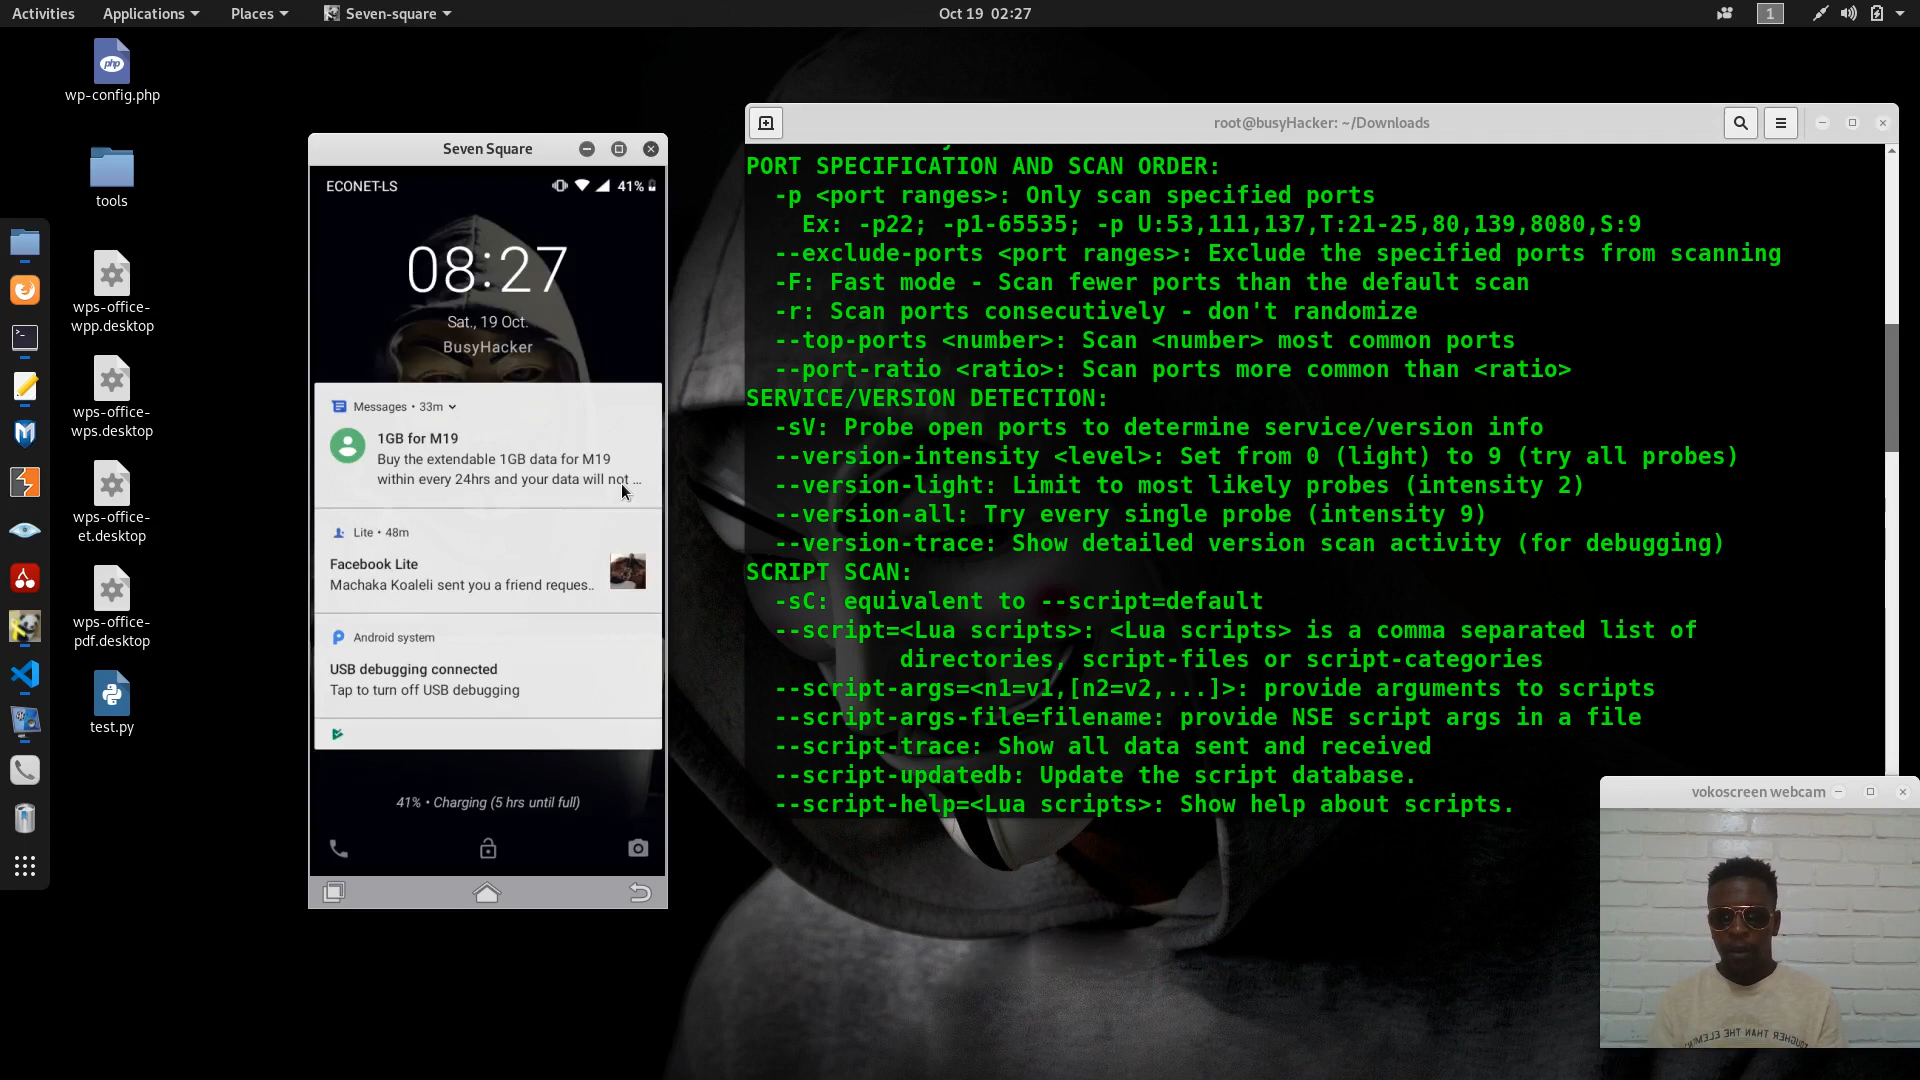 Activities Applications Places Seven-square Oct 19 02:27 1
wp-config.php
tools
wps-office-
wpp.desktop
wps-office-
wps.desktop
wps-office-
et.desktop
wps-office-
pdf.desktop
test.py
php
Seven Square
ECONET-LS 41%
08:27
Sat., 19 Oct.
BusyHacker
Messages • 33m
1GB for M19
Buy the extendable 1GB data for M19
within every 24hrs and your data will not ...
Lite • 48m
Facebook Lite
Machaka Koaleli sent you a friend reques..
Android system
USB debugging connected
Tap to turn off USB debugging
41% • Charging (5 hrs until full)
root@busyHacker: ~/Downloads
PORT SPECIFICATION AND SCAN ORDER:
-p <port ranges>: Only scan specified ports
Ex: -p22; -p1-65535; -p U:53,111,137,T:21-25,80,139,8080,S:9
--exclude-ports <port ranges>: Exclude the specified ports from scanning
-F: Fast mode - Scan fewer ports than the default scan
-r: Scan ports consecutively - don't randomize
--top-ports <number>: Scan <number> most common ports
--port-ratio <ratio>: Scan ports more common than <ratio>
SERVICE/VERSION DETECTION:
-sV: Probe open ports to determine service/version info
--version-intensity <level>: Set from 0 (light) to 9 (try all probes)
--version-light: Limit to most likely probes (intensity 2)
--version-all: Try every single probe (intensity 9)
--version-trace: Show detailed version scan activity (for debugging)
SCRIPT SCAN:
-sC: equivalent to --script=default
--script=<Lua scripts>: <Lua scripts> is a comma separated list of
directories, script-files or script-categories
--script-args=<n1=v1,[n2=v2,...]>: provide arguments to scripts
--script-args-file=filename: provide NSE script args in a file
--script-trace: Show all data sent and received
--script-updatedb: Update the script database.
--script-help=<Lua scripts>: Show help about scripts.
vokoscreen webcam
TOUGHER THAN THE ELEMEN